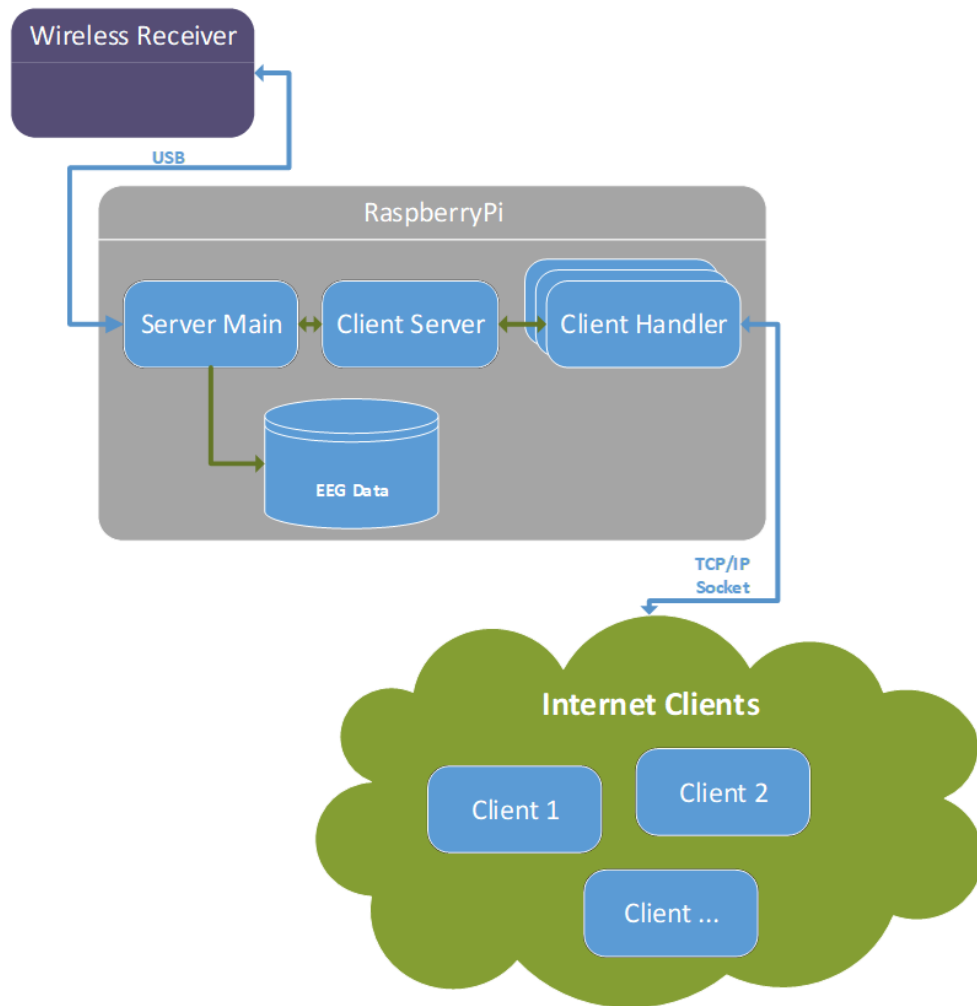 Wireless Receiver
USB
RaspberryPi
Server Main
Client Server
Client Handler
EEG Data
TCP/IP
Socket
Internet Clients
Client 1
Client 2
Client ...